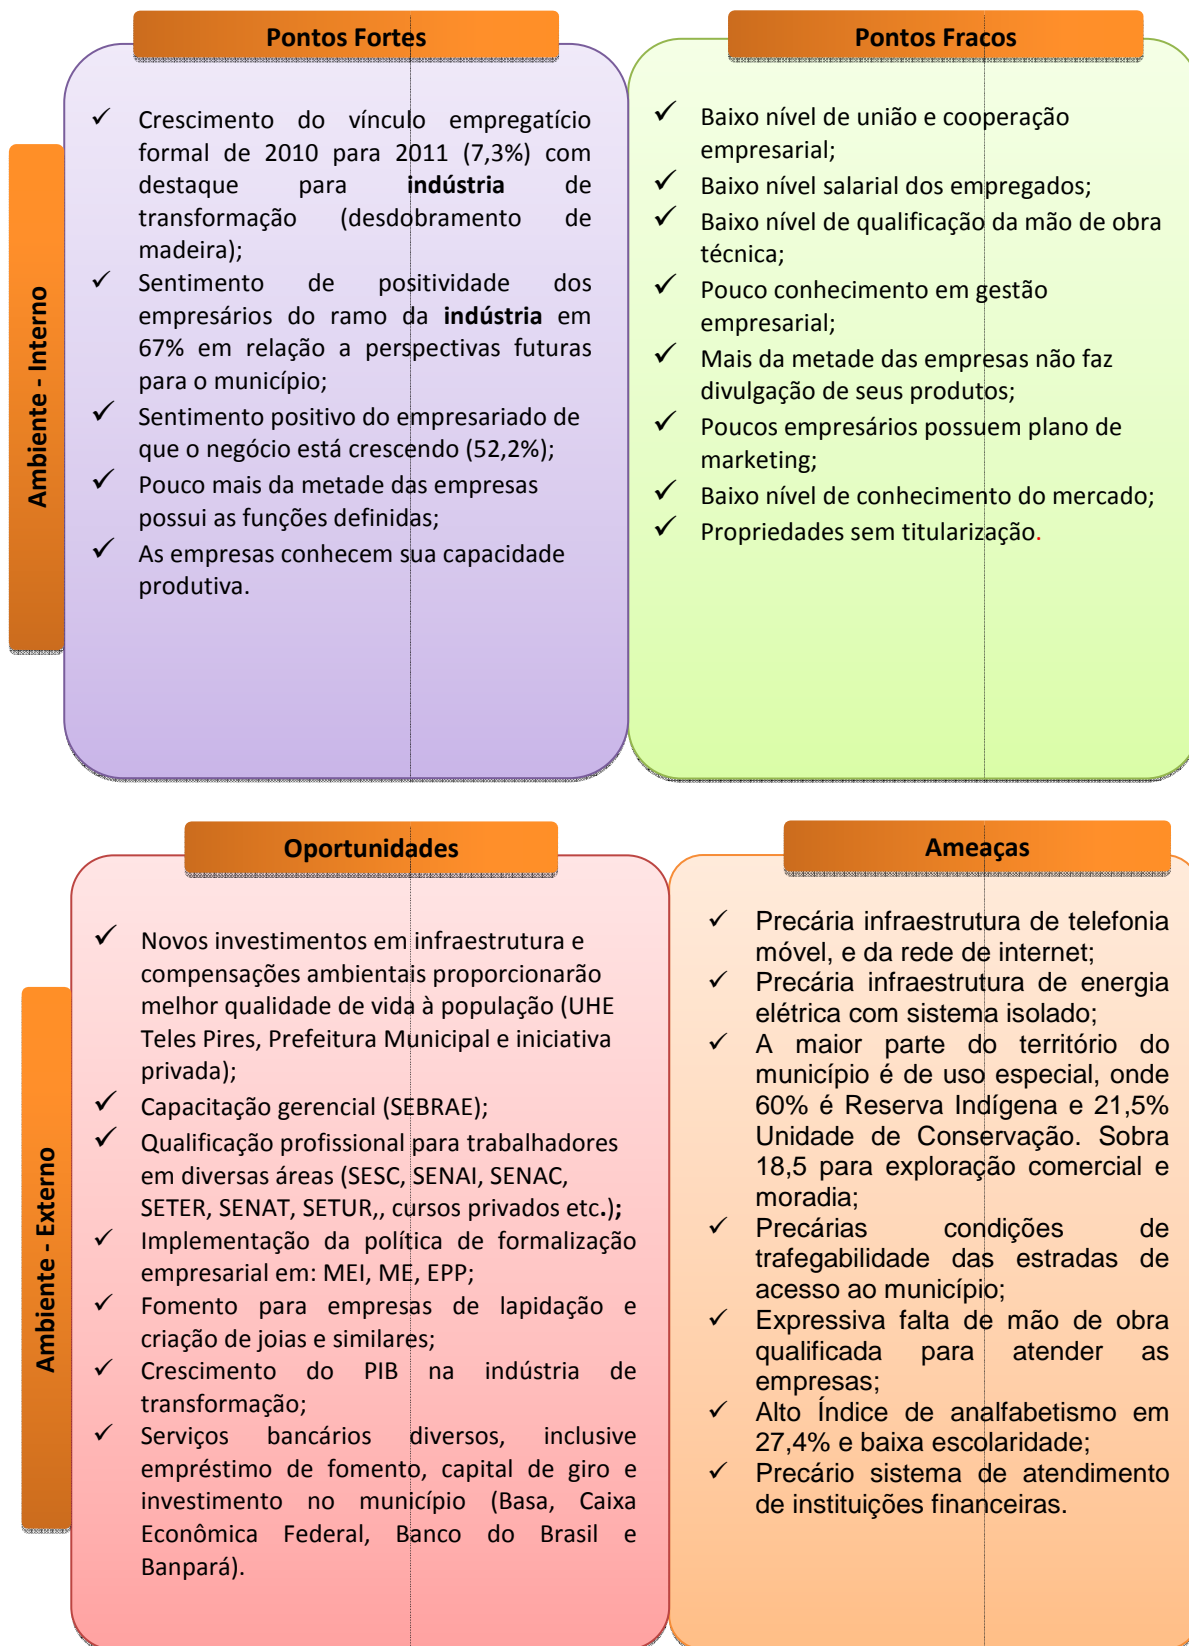 Pontos Fortes
Ambiente - Interno
✓ Crescimento do vínculo empregatício
formal de 2010 para 2011 (7,3%) com
destaque para indústria de
transformação (desdobramento de
madeira);
✓ Sentimento de positividade dos
empresários do ramo da indústria em
67% em relação a perspectivas futuras
para o município;
✓ Sentimento positivo do empresariado de
que o negócio está crescendo (52,2%);
✓ Pouco mais da metade das empresas
possui as funções definidas;
✓ As empresas conhecem sua capacidade
produtiva.
Pontos Fracos
✓ Baixo nível de união e cooperação
empresarial;
✓ Baixo nível salarial dos empregados;
✓ Baixo nível de qualificação da mão de obra
técnica;
✓ Pouco conhecimento em gestão
empresarial;
✓ Mais da metade das empresas não faz
divulgação de seus produtos;
✓ Poucos empresários possuem plano de
marketing;
✓ Baixo nível de conhecimento do mercado;
✓ Propriedades sem titularização.
Oportunidades
Ambiente - Externo
✓ Novos investimentos em infraestrutura e
compensações ambientais proporcionarão
melhor qualidade de vida à população (UHE
Teles Pires, Prefeitura Municipal e iniciativa
privada);
✓ Capacitação gerencial (SEBRAE);
✓ Qualificação profissional para trabalhadores
em diversas áreas (SESC, SENAI, SENAC,
SETER, SENAT, SETUR,, cursos privados etc.);
✓ Implementação da política de formalização
empresarial em: MEI, ME, EPP;
✓ Fomento para empresas de lapidação e
criação de joias e similares;
✓ Crescimento do PIB na indústria de
transformação;
✓ Serviços bancários diversos, inclusive
empréstimo de fomento, capital de giro e
investimento no município (Basa, Caixa
Econômica Federal, Banco do Brasil e
Banpará).
Ameaças
✓ Precária infraestrutura de telefonia
móvel, e da rede de internet;
✓ Precária infraestrutura de energia
elétrica com sistema isolado;
✓ A maior parte do território do
município é de uso especial, onde
60% é Reserva Indígena e 21,5%
Unidade de Conservação. Sobra
18,5 para exploração comercial e
moradia;
✓ Precárias condições de
trafegabilidade das estradas de
acesso ao município;
✓ Expressiva falta de mão de obra
qualificada para atender as
empresas;
✓ Alto Índice de analfabetismo em
27,4% e baixa escolaridade;
✓ Precário sistema de atendimento
de instituições financeiras.